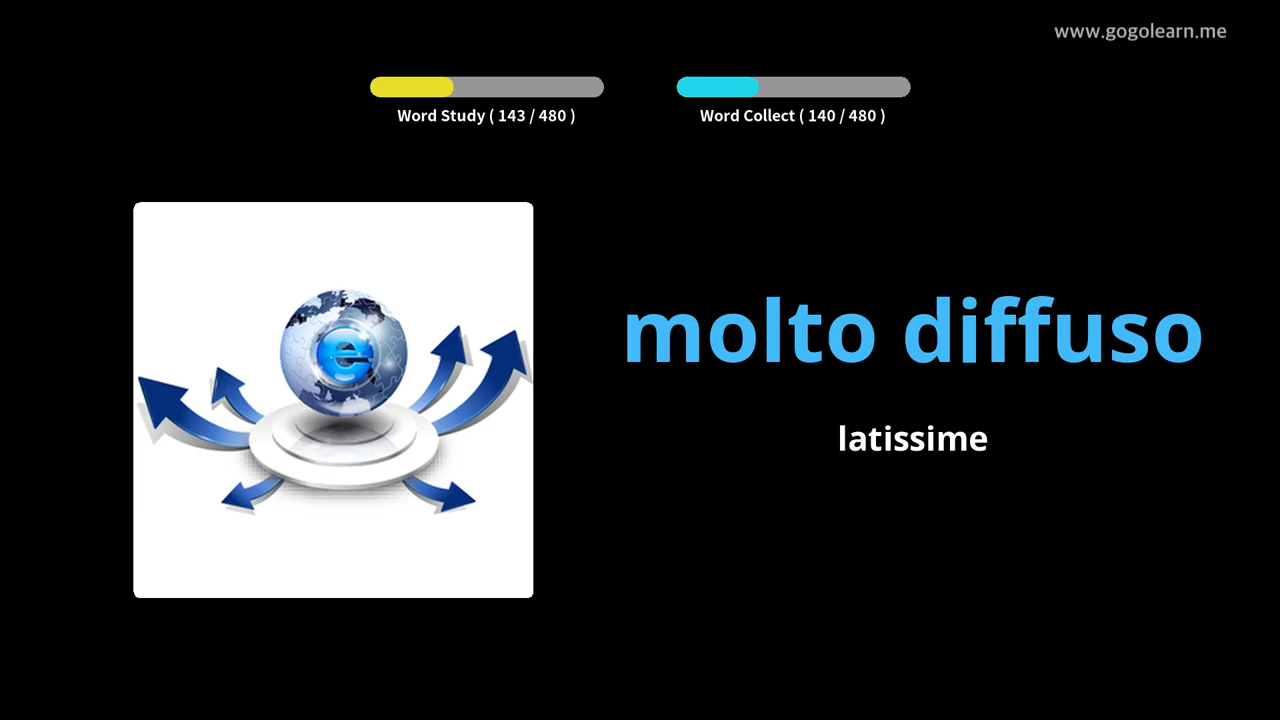 www.gogolearn.me
Word Study ( 143 / 480 )
Word Collect ( 140 / 480 )
e
molto diffuso
latissime